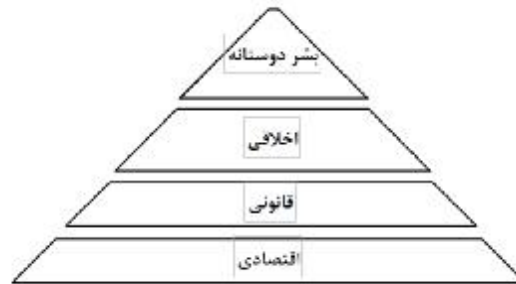 بشر دوستانه
اخلاقی
قانونی
اقتصادی